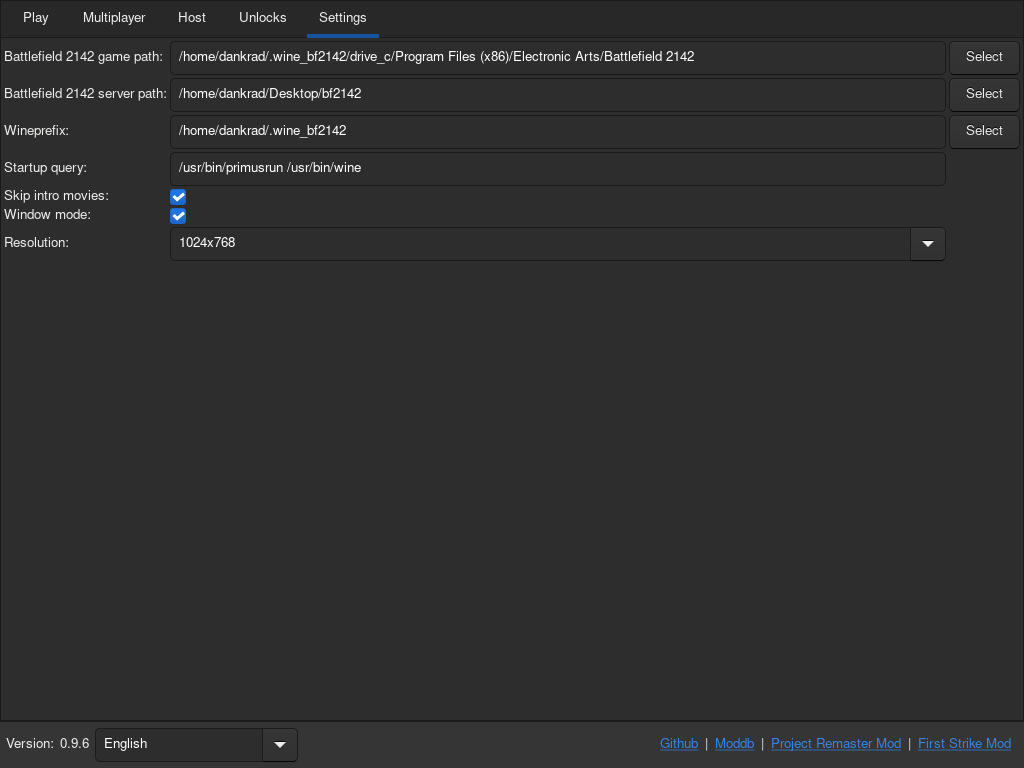 Play Multiplayer Host Unlocks Settings
Battlefield 2142 game path: /home/dankrad/.wine_bf2142/drive_c/Program Files (x86)/Electronic Arts/Battlefield 2142 Select
Battlefield 2142 server path: /home/dankrad/Desktop/bf2142 Select
Wineprefix: /home/dankrad/.wine_bf2142 Select
Startup query: /usr/bin/primusrun /usr/bin/wine
Skip intro movies:
Window mode:
Resolution: 1024x768
Version: 0.9.6 English Github | Moddb | Project Remaster Mod | First Strike Mod